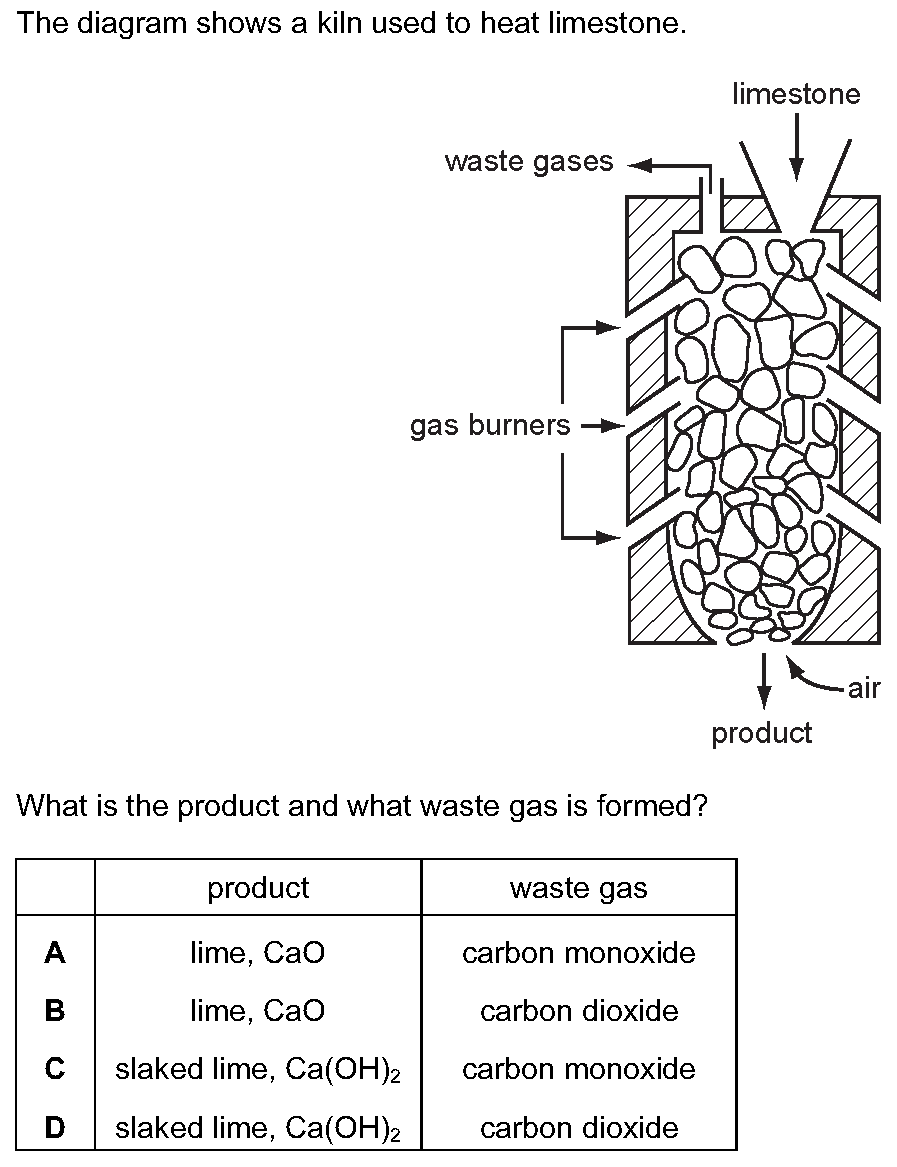 The diagram shows a kiln used to heat limestone.
limestone
waste gases
gas burners
air
product
What is the product and what waste gas is formed?
product waste gas
A lime, CaO carbon monoxide
B lime, CaO carbon dioxide
C slaked lime, Ca(OH)₂ carbon monoxide
D slaked lime, Ca(OH)₂ carbon dioxide